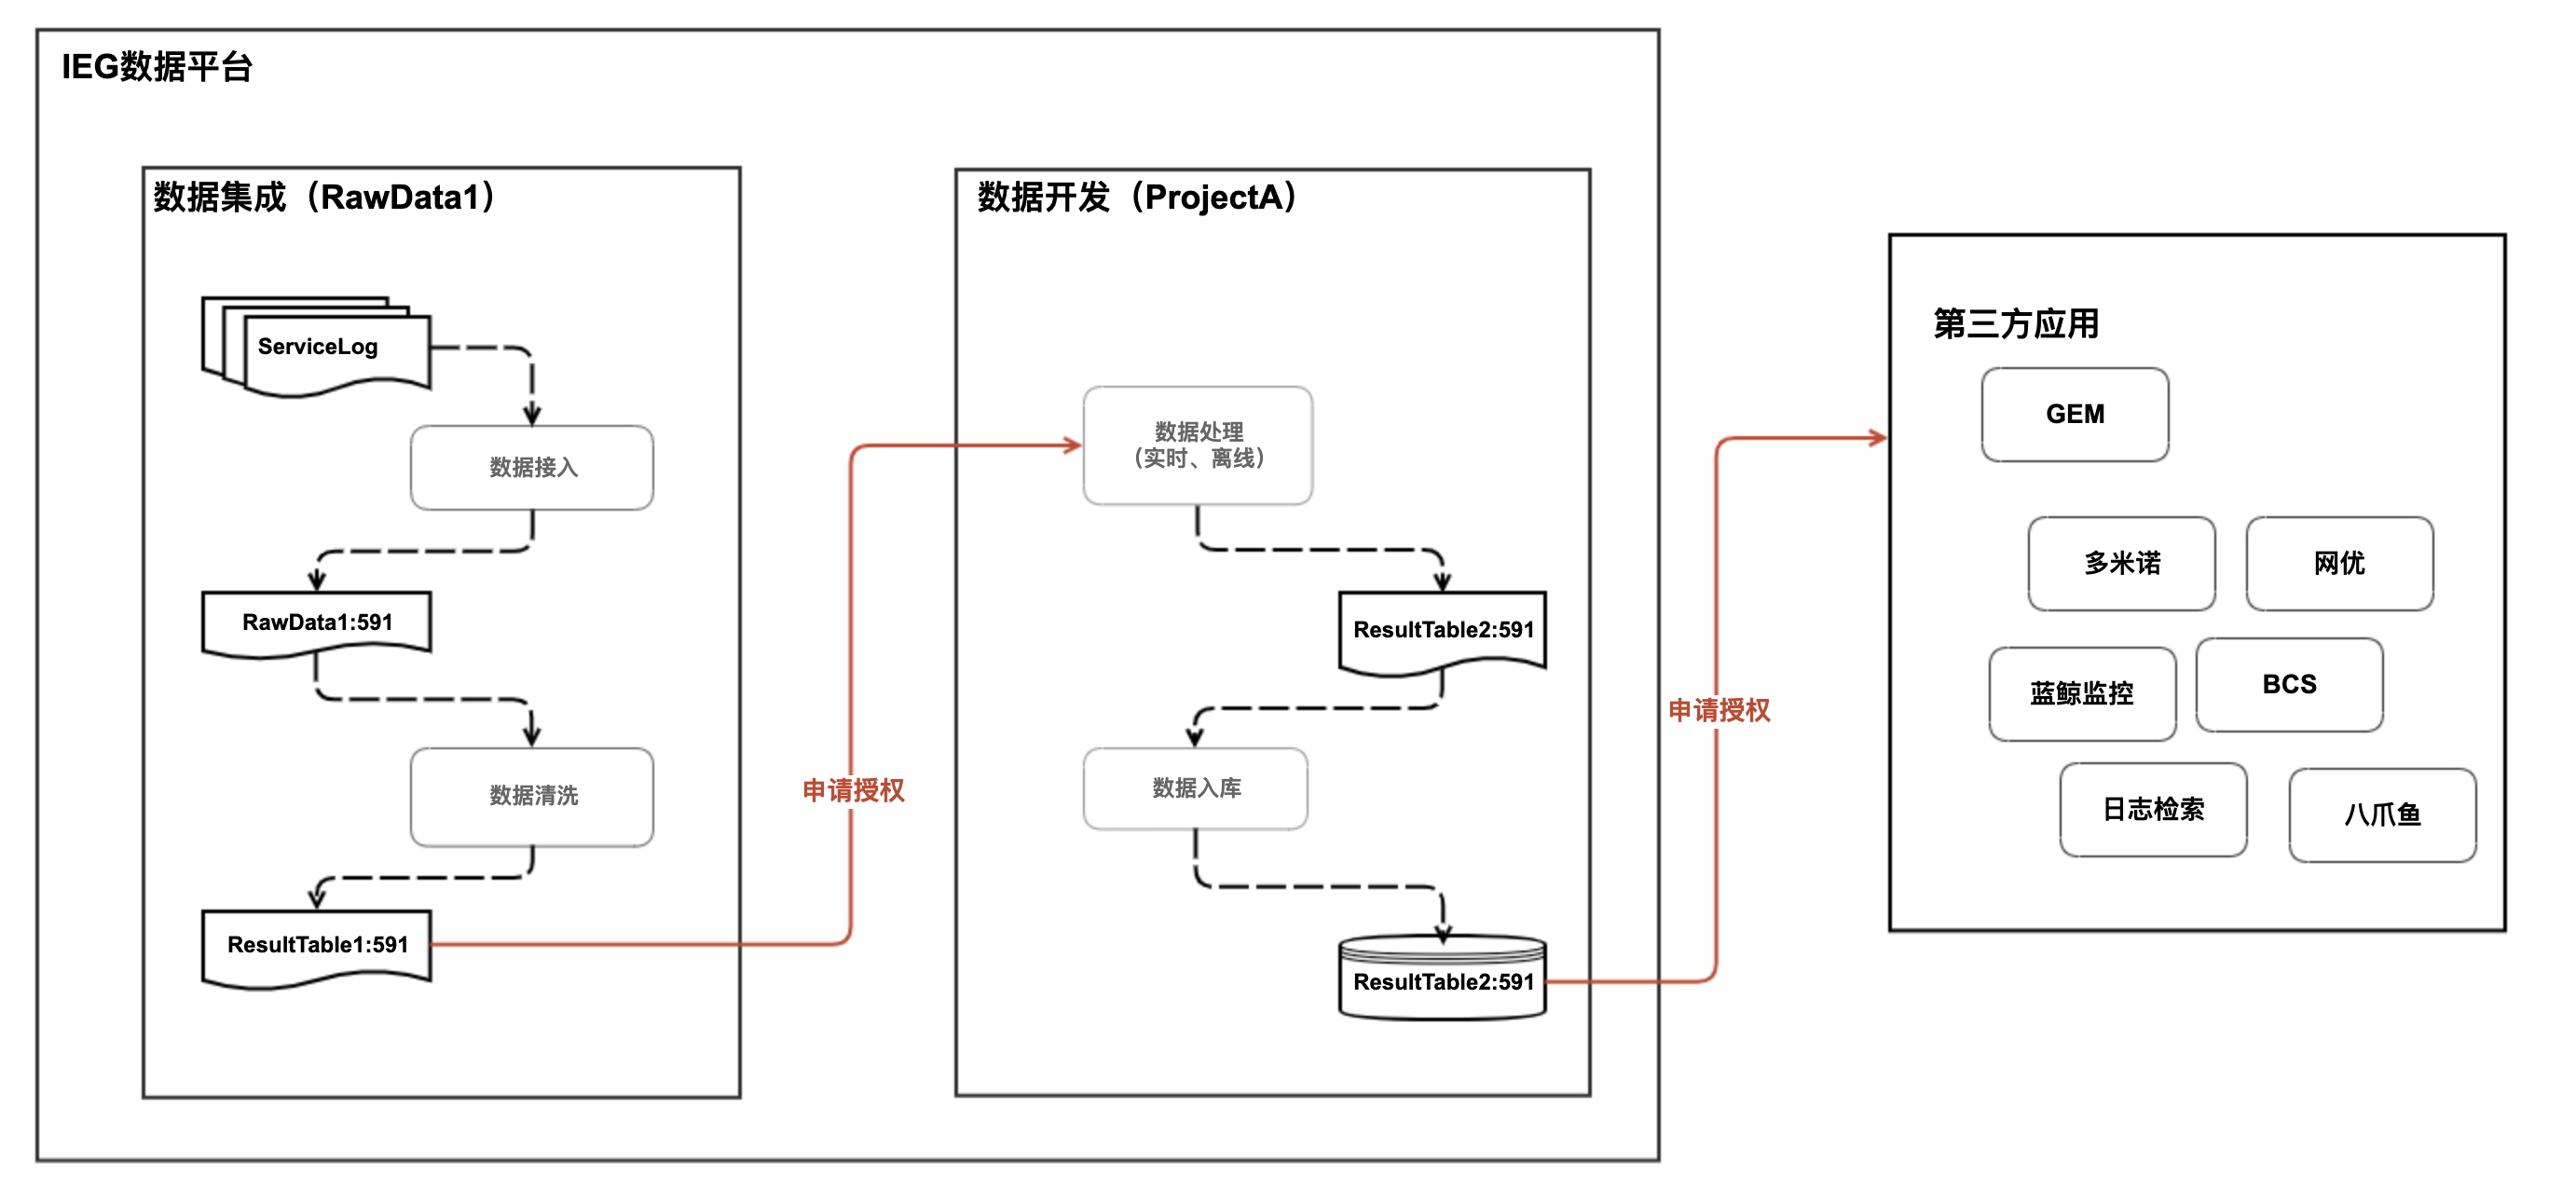 IEG数据平台
数据集成（RawData1）
ServiceLog
数据接入
RawData1:591
数据清洗
ResultTable1:591
申请授权
数据开发（ProjectA）
数据处理
（实时、离线）
ResultTable2:591
数据入库
ResultTable2:591
申请授权
第三方应用
GEM
多米诺
网优
蓝鲸监控
BCS
日志检索
八爪鱼